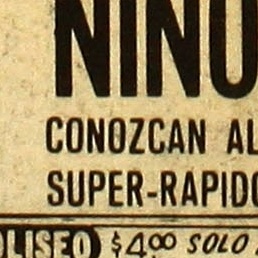 NINO
CONOZCAN AL
SUPER-RAPIDO
OLISEO $4.00 SOLO